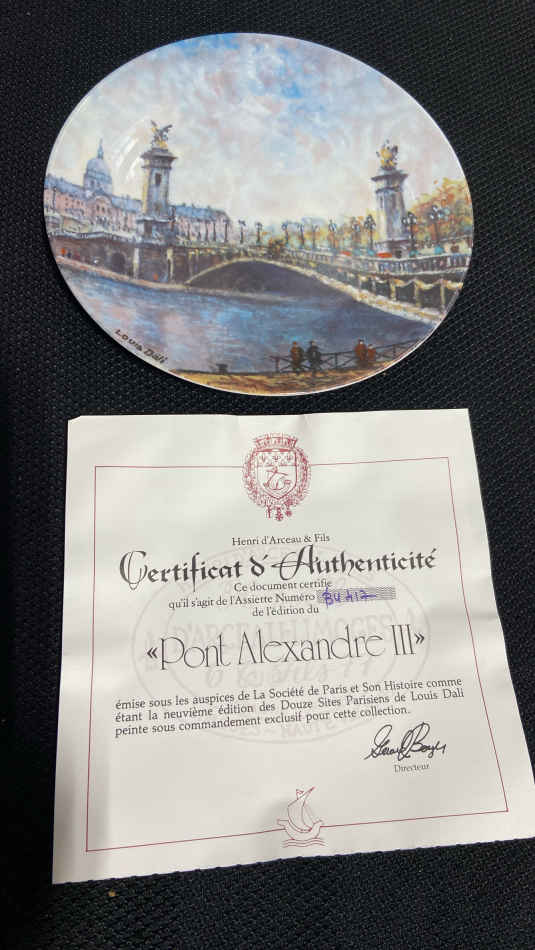 Louis Dali
Henri d'Arceau & Fils
Certificat d'Authenticité
Ce document certifie
qu'il s'agit de l'Assiette Numéro
de l'édition du
«Pont Alexandre III»
émise sous les auspices de La Société de Paris et Son Histoire comme
étant la neuvième édition des Douze Sites Parisiens de Louis Dali
peinte sous commandement exclusif pour cette collection.
Directeur